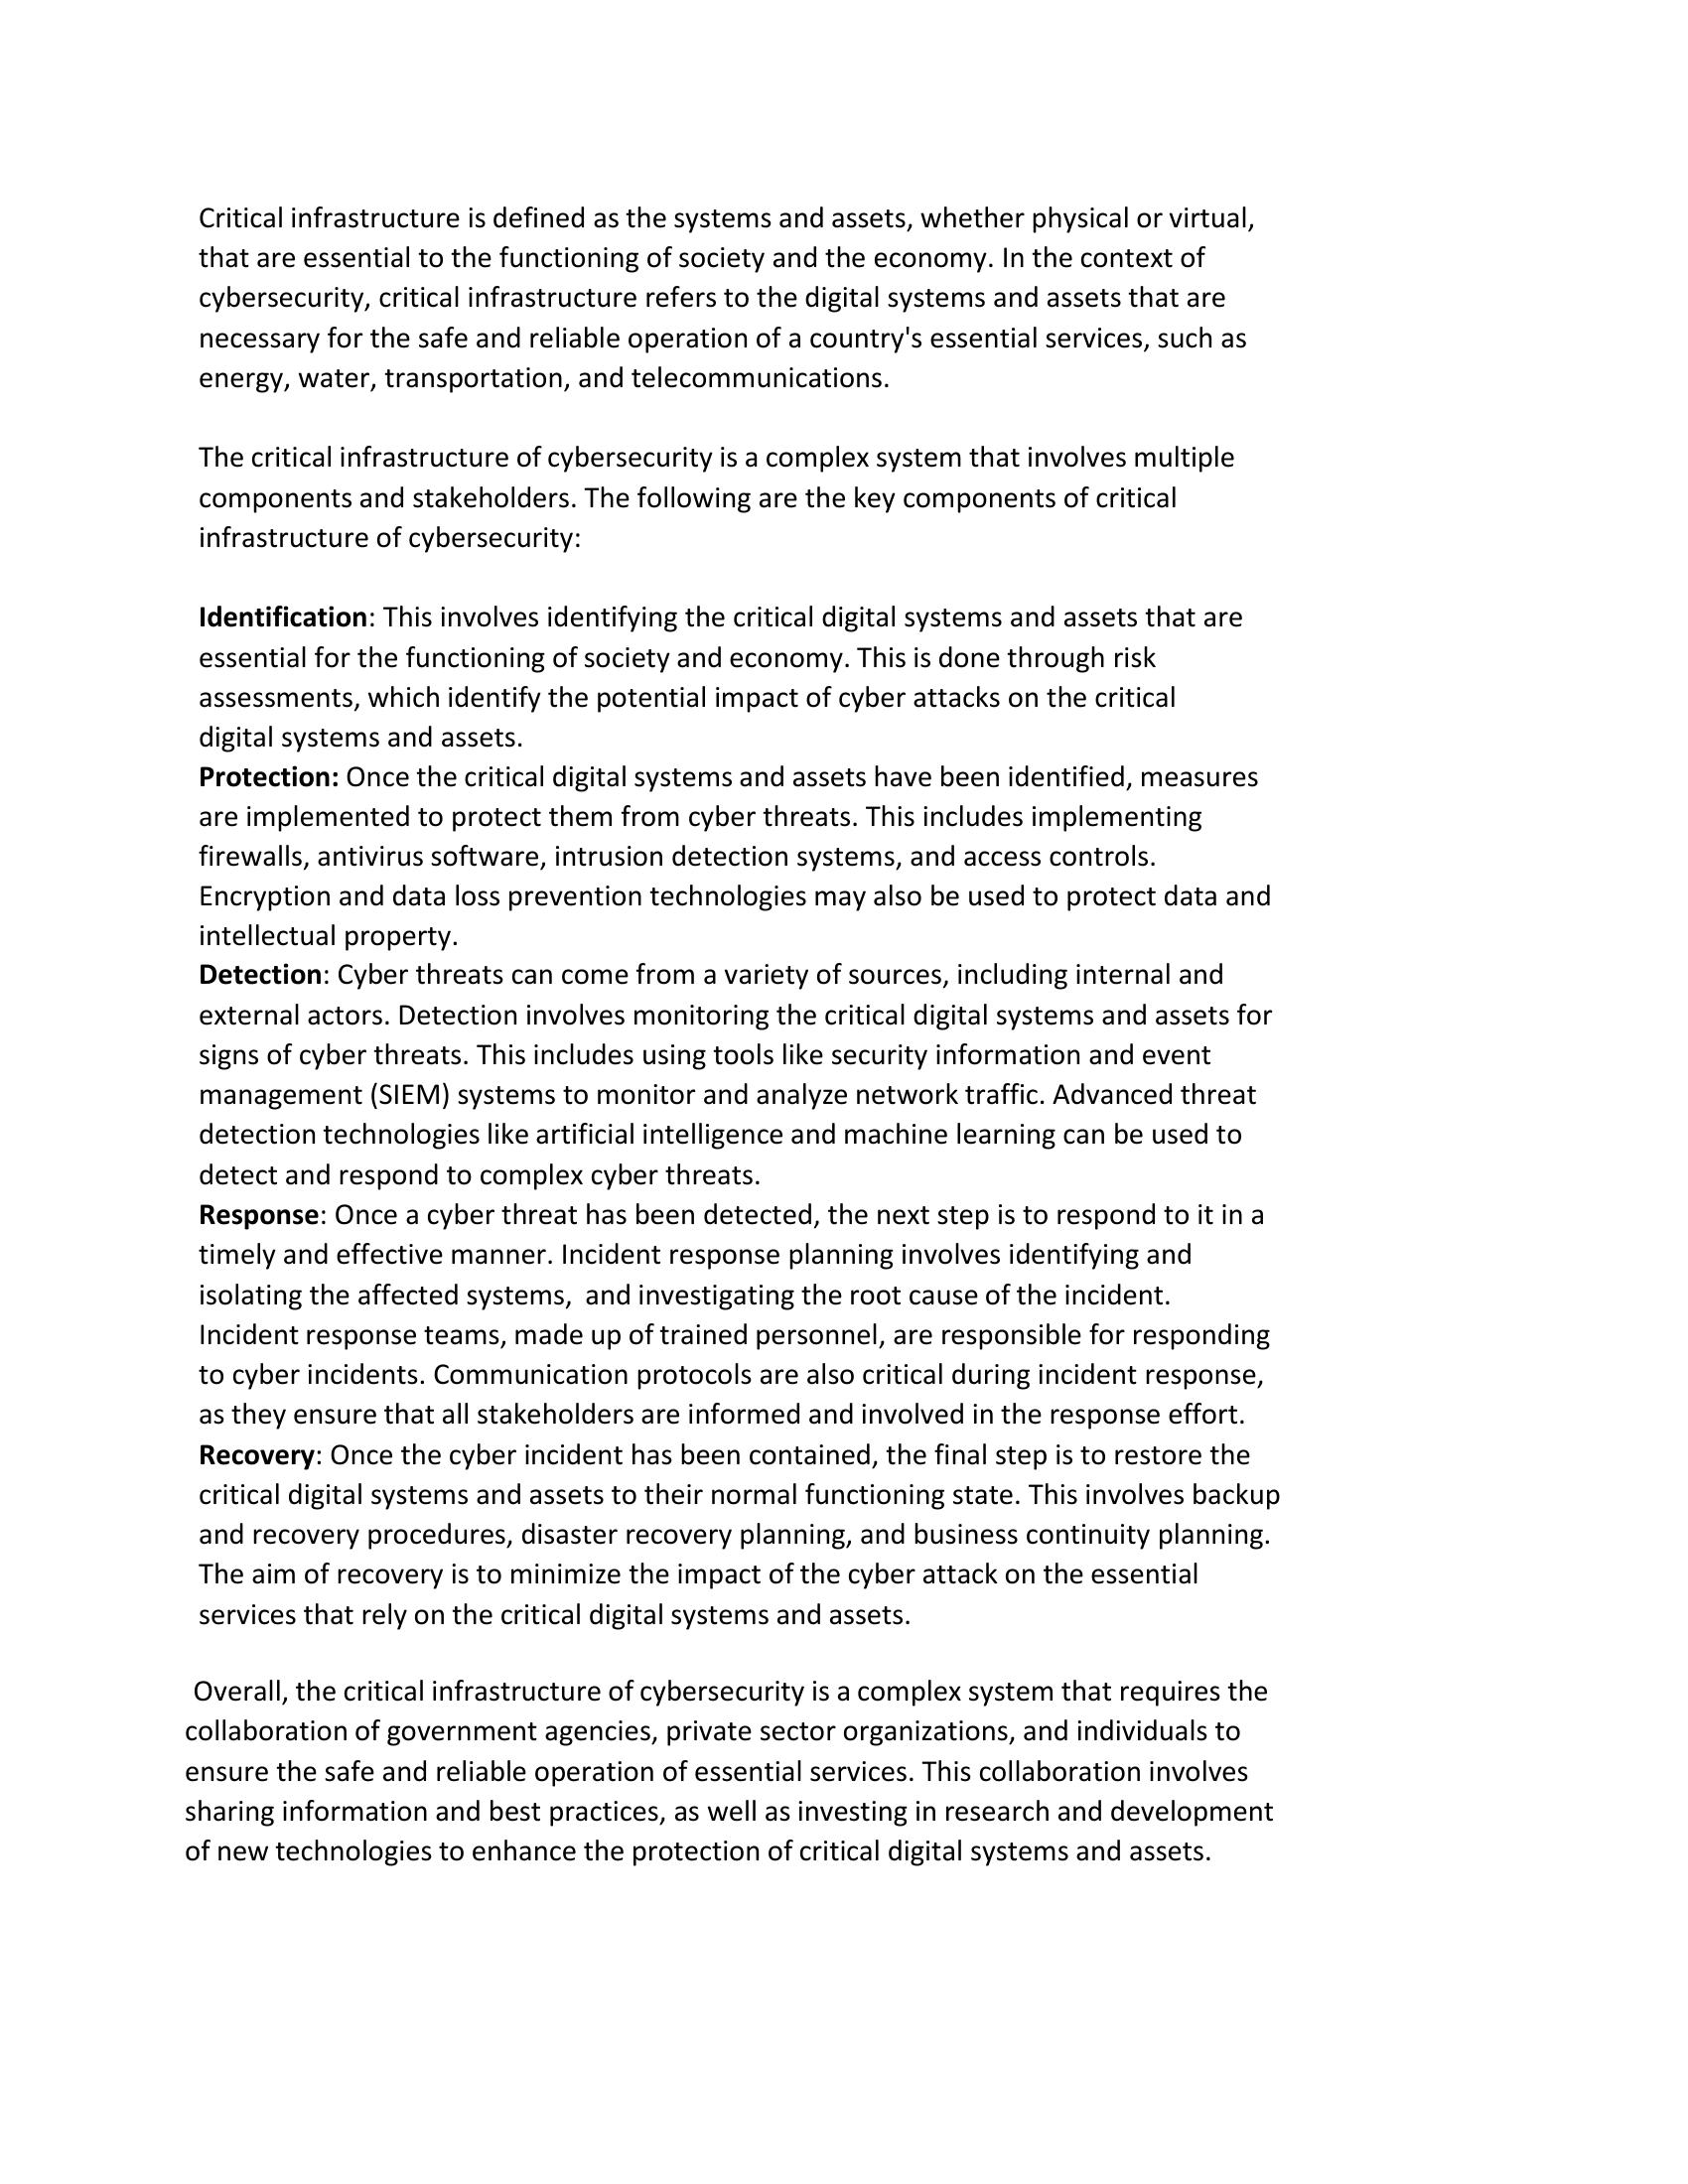 Critical infrastructure is defined as the systems and assets, whether physical or virtual,
that are essential to the functioning of society and the economy. In the context of
cybersecurity, critical infrastructure refers to the digital systems and assets that are
necessary for the safe and reliable operation of a country's essential services, such as
energy, water, transportation, and telecommunications.
The critical infrastructure of cybersecurity is a complex system that involves multiple
components and stakeholders. The following are the key components of critical
infrastructure of cybersecurity:
Identification: This involves identifying the critical digital systems and assets that are
essential for the functioning of society and economy. This is done through risk
assessments, which identify the potential impact of cyber attacks on the critical
digital systems and assets.
Protection: Once the critical digital systems and assets have been identified, measures
are implemented to protect them from cyber threats. This includes implementing
firewalls, antivirus software, intrusion detection systems, and access controls.
Encryption and data loss prevention technologies may also be used to protect data and
intellectual property.
Detection: Cyber threats can come from a variety of sources, including internal and
external actors. Detection involves monitoring the critical digital systems and assets for
signs of cyber threats. This includes using tools like security information and event
management (SIEM) systems to monitor and analyze network traffic. Advanced threat
detection technologies like artificial intelligence and machine learning can be used to
detect and respond to complex cyber threats.
Response: Once a cyber threat has been detected, the next step is to respond to it in a
timely and effective manner. Incident response planning involves identifying and
isolating the affected systems,  and investigating the root cause of the incident.
Incident response teams, made up of trained personnel, are responsible for responding
to cyber incidents. Communication protocols are also critical during incident response,
as they ensure that all stakeholders are informed and involved in the response effort.
Recovery: Once the cyber incident has been contained, the final step is to restore the
critical digital systems and assets to their normal functioning state. This involves backup
and recovery procedures, disaster recovery planning, and business continuity planning.
The aim of recovery is to minimize the impact of the cyber attack on the essential
services that rely on the critical digital systems and assets.
Overall, the critical infrastructure of cybersecurity is a complex system that requires the
collaboration of government agencies, private sector organizations, and individuals to
ensure the safe and reliable operation of essential services. This collaboration involves
sharing information and best practices, as well as investing in research and development
of new technologies to enhance the protection of critical digital systems and assets.